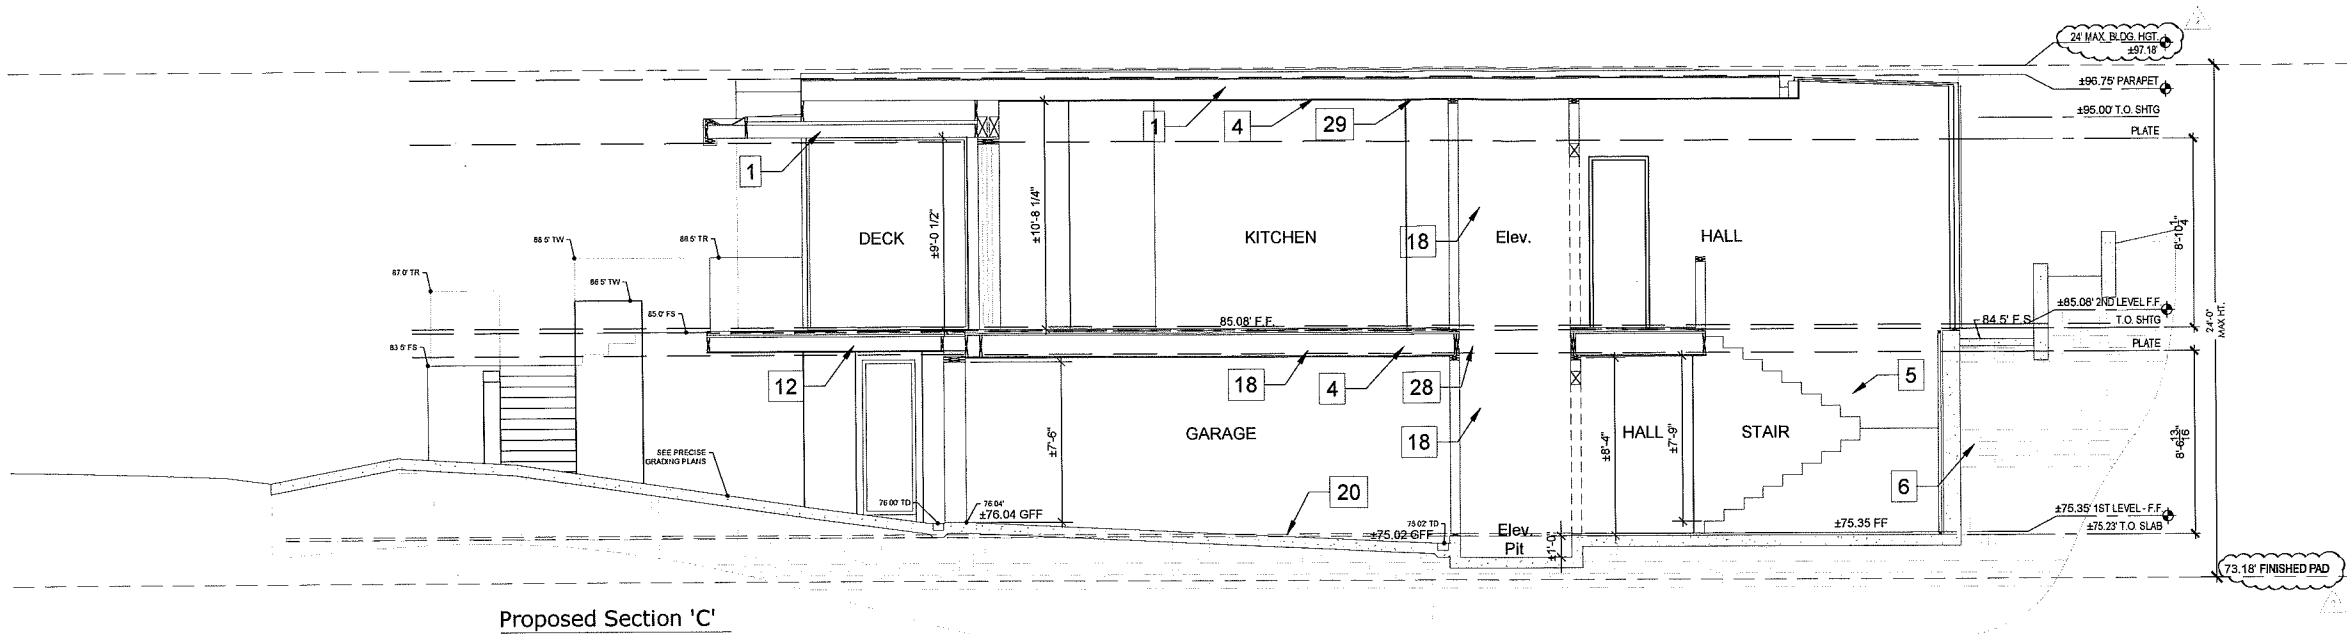 24' MAX. BLDG. HGT.
±97.18'
±96.75' PARAPET
±95.00' T.O. SHTG
PLATE
1
4
29
1
±9'-0 1/2"
±10'-8 1/4"
DECK
KITCHEN
18
Elev.
HALL
8'-10 1/4"
24'-0"
MAX HT.
88.5' TW
88.5' TR
87.0' TR
86.5' TW
85.0' FS
83.5' FS
85.08' F.F.
84.5' F.S.
±85.08' 2ND LEVEL F.F.
T.O. SHTG
PLATE
12
18
4
28
5
±7'-6"
GARAGE
18
HALL
±8'-4"
±7'-9"
STAIR
8'-6 13/16"
6
SEE PRECISE
GRADING PLANS
20
76.00' TD
76.04'
±76.04 GFF
75.02' TD
±75.02 GFF
Elev.
Pit
±1'-0"
±75.35 FF
±75.35' 1ST LEVEL - F.F.
±75.23' T.O. SLAB
73.18' FINISHED PAD
Proposed Section 'C'